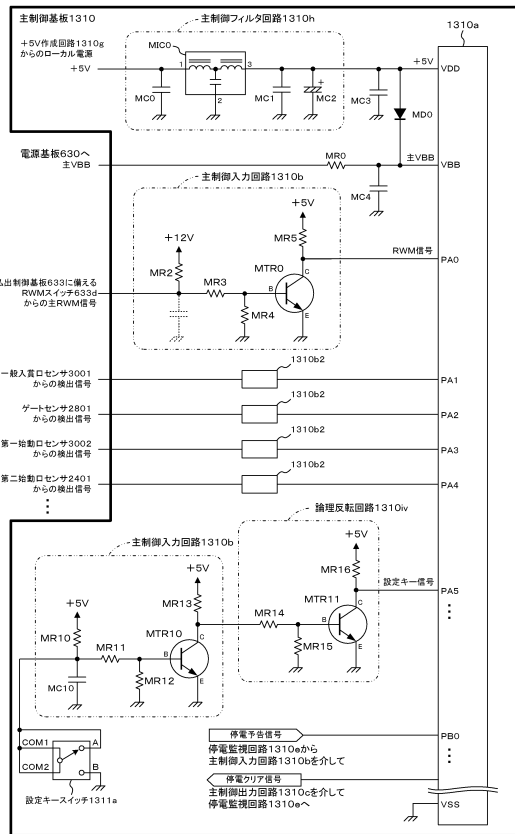 主制御基板1310
1310a
主制御フィルタ回路1310h
+5V作成回路1310g
からのローカル電源
+5V
MIC0
1
3
2
MC0
MC1
MC2
+
MC3
+5V
VDD
MD0
電源基板630へ
主VBB
MR0
主VBB
VBB
MC4
主制御入力回路1310b
+5V
+12V
MR5
RWM信号
PA0
MR2
MTR0
C
B
E
MR3
MR4
払出制御基板633に備える
RWMスイッチ633d
からの主RWM信号
1310b2
一般入賞口センサ3001
からの検出信号
PA1
1310b2
ゲートセンサ2801
からの検出信号
PA2
1310b2
第一始動口センサ3002
からの検出信号
PA3
1310b2
第二始動口センサ2401
からの検出信号
PA4
論理反転回路1310iv
主制御入力回路1310b
+5V
MR16
設定キー信号
PA5
+5V
MR13
MR14
MTR11
C
B
E
MR15
+5V
MR10
MR11
MTR10
C
B
E
MR12
MC10
COM1
A
COM2
B
設定キースイッチ1311a
停電予告信号
PB0
停電監視回路1310eから
主制御入力回路1310bを介して
停電クリア信号
主制御出力回路1310cを介して
停電監視回路1310eへ
VSS